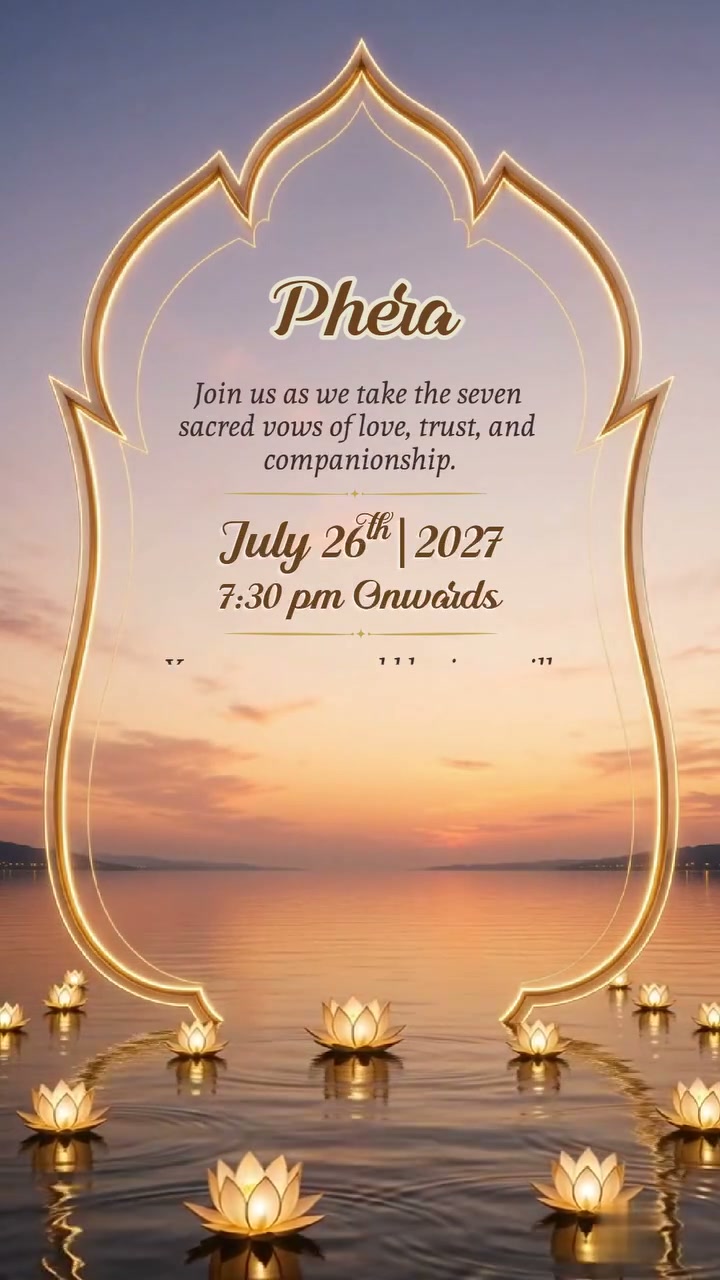 Phera
Join us as we take the seven
sacred vows of love, trust, and
companionship.
July 26th | 2027
7:30 pm Onwards